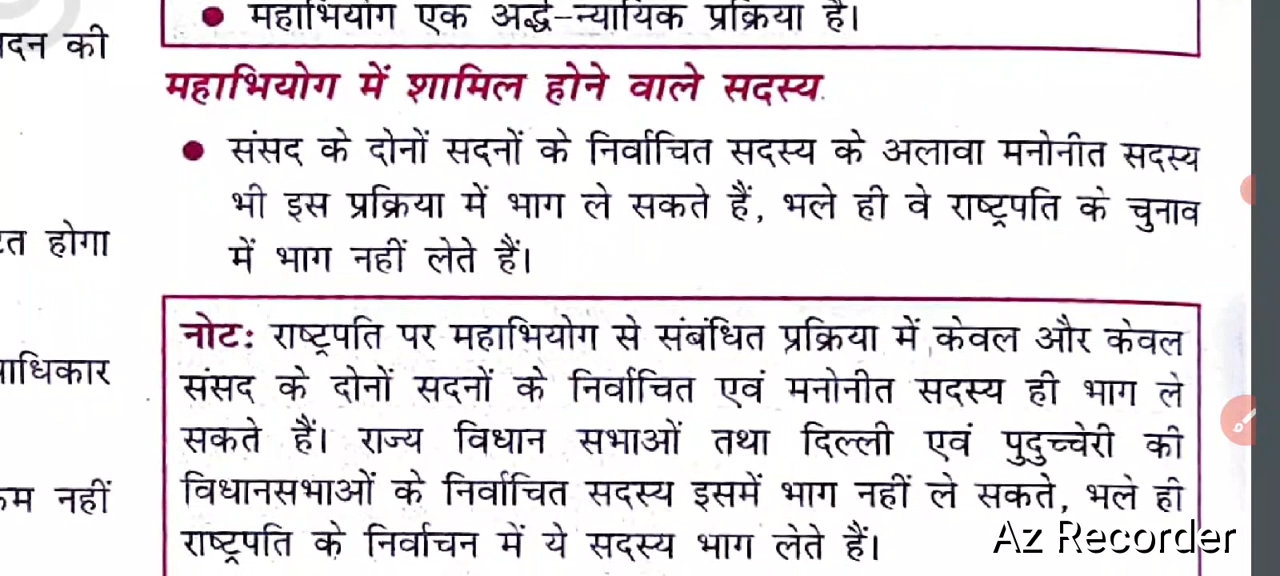 महाभियोग एक अर्द्ध-न्यायिक प्रक्रिया है।
की
महाभियोग में शामिल होने वाले सदस्य
संसद के दोनों सदनों के निर्वाचित सदस्य के अलावा मनोनीत सदस्य
भी इस प्रक्रिया में भाग ले सकते हैं, भले ही वे राष्ट्रपति के चुनाव
होगा
में भाग नहीं लेते हैं।
नोट: राष्ट्रपति पर महाभियोग से संबंधित प्रक्रिया में केवल और केवल
संसद के दोनों सदनों के निर्वाचित एवं मनोनीत सदस्य ही भाग ले
सकते हैं। राज्य विधान सभाओं तथा दिल्ली एवं पुदुच्चेरी की
नहीं
विधानसभाओं के निर्वाचित सदस्य इसमें भाग नहीं ले सकते, भले ही
राष्ट्रपति के निर्वाचन में ये सदस्य भाग लेते हैं।
Az Recorder